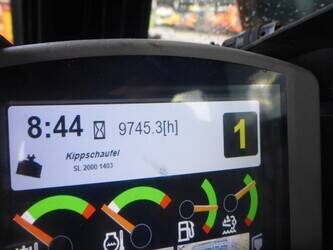 8:44 9745.3[h] 1
Kippschaufel
SL 2000 1403